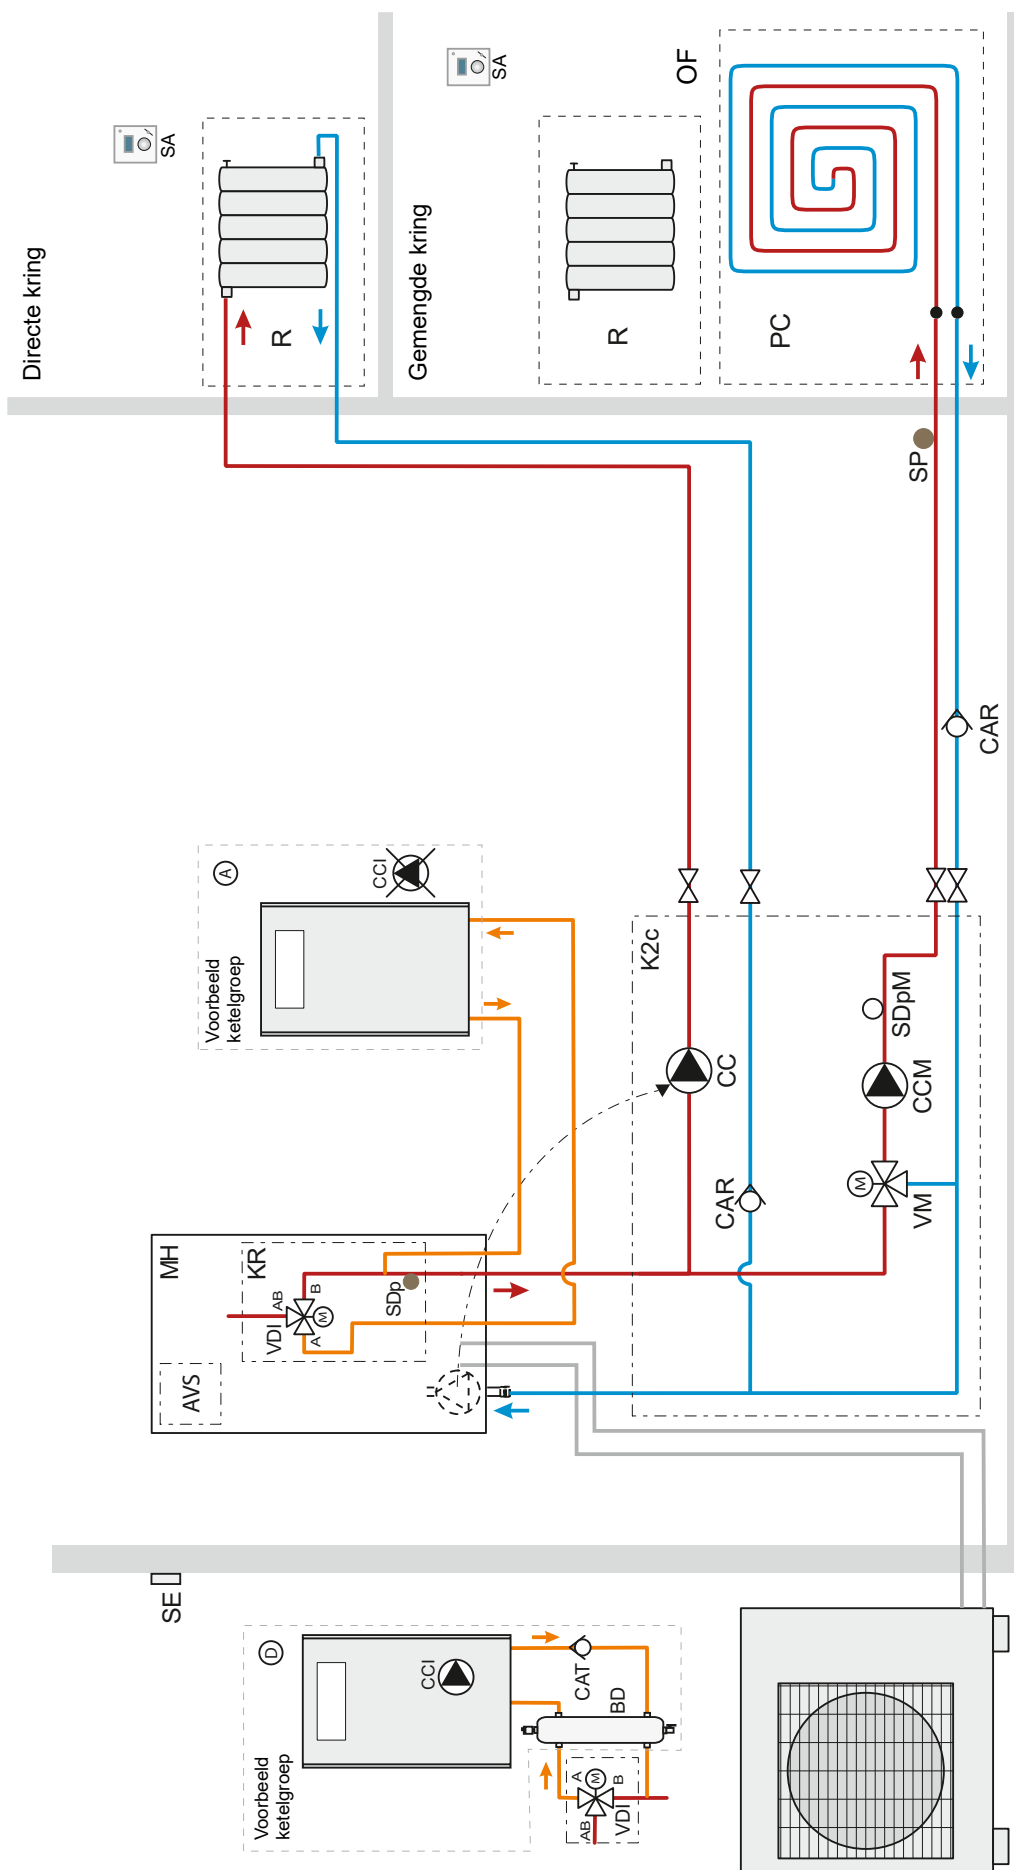 Directe kring
SA
R
Gemengde kring
SA
R
OF
PC
SP
CAR
A
CCI
Voorbeeld
ketelgroep
K2c
CC
SDpM
CCM
CAR
M
VM
MH
KR
AB
B
VDI
M
A
SDp
AVS
SE
D
CCI
CAT
BD
Voorbeeld
ketelgroep
A
M
B
AB
VDI